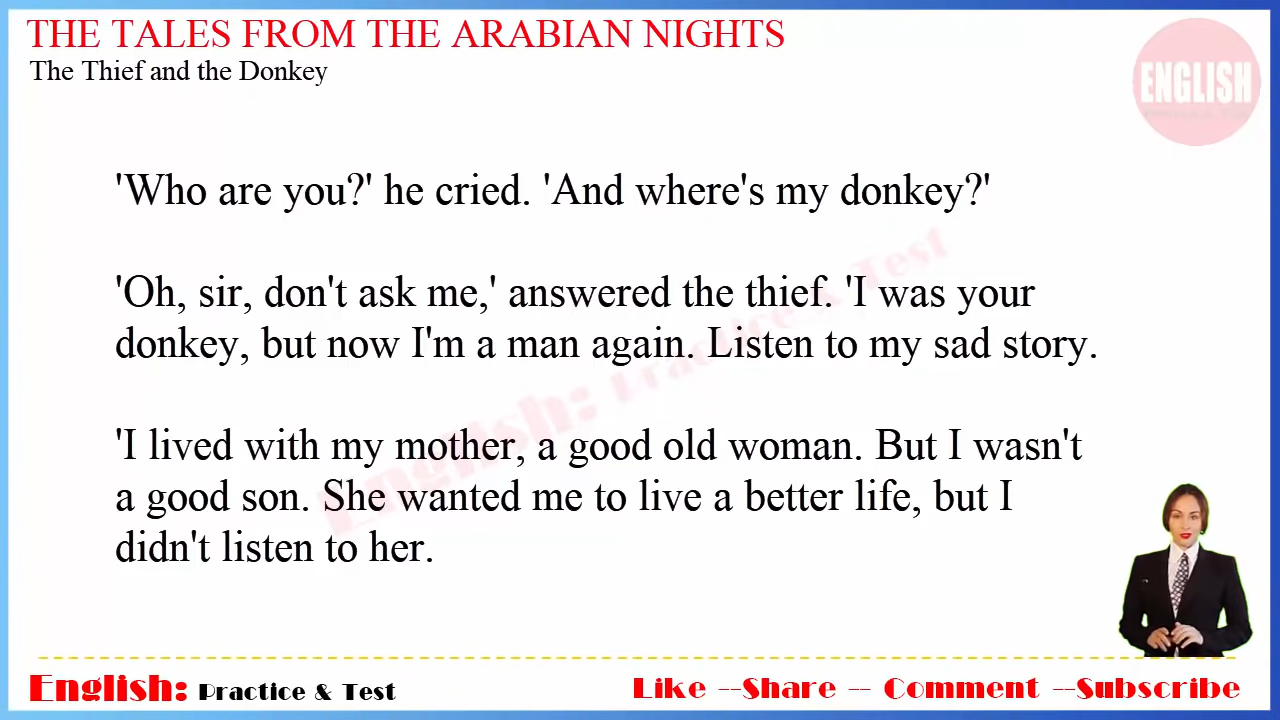 THE TALES FROM THE ARABIAN NIGHTS
The Thief and the Donkey
ENGLISH
'Who are you?' he cried. 'And where's my donkey?'
'Oh, sir, don't ask me,' answered the thief. 'I was your
donkey, but now I'm a man again. Listen to my sad story.
'I lived with my mother, a good old woman. But I wasn't
a good son. She wanted me to live a better life, but I
didn't listen to her.
English: Practice & Test
English: Practice & Test
Like --Share -- Comment --Subscribe